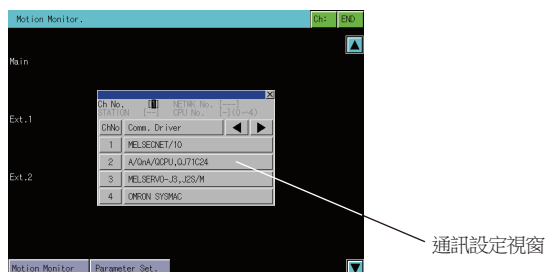 Motion Monitor.
Ch:
END
Main
Ch No. [ ] NETWK.No. [---]
STATION [--] CPU No. [-](0~4)
Ext.1
ChNo Comm. Driver
1 MELSECNET/10
2 A/QnA/QCPU,QJ71C24
Ext.2
3 MELSERVO-J3,J2S/M
4 OMRON SYSMAC
通訊設定視窗
Motion Monitor
Parameter Set.